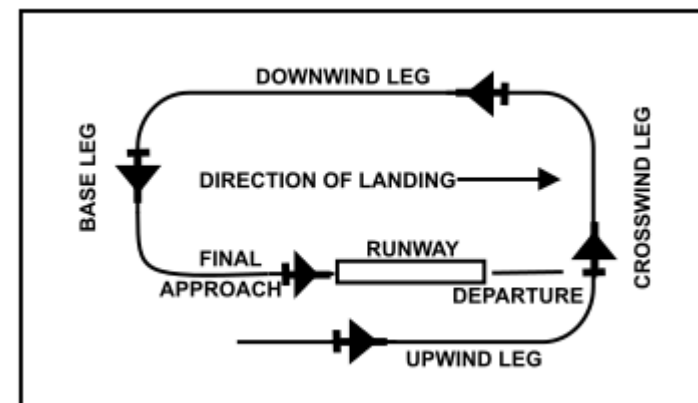 DOWNWIND LEG
BASE LEG
DIRECTION OF LANDING
CROSSWIND LEG
FINAL
APPROACH
RUNWAY
DEPARTURE
UPWIND LEG